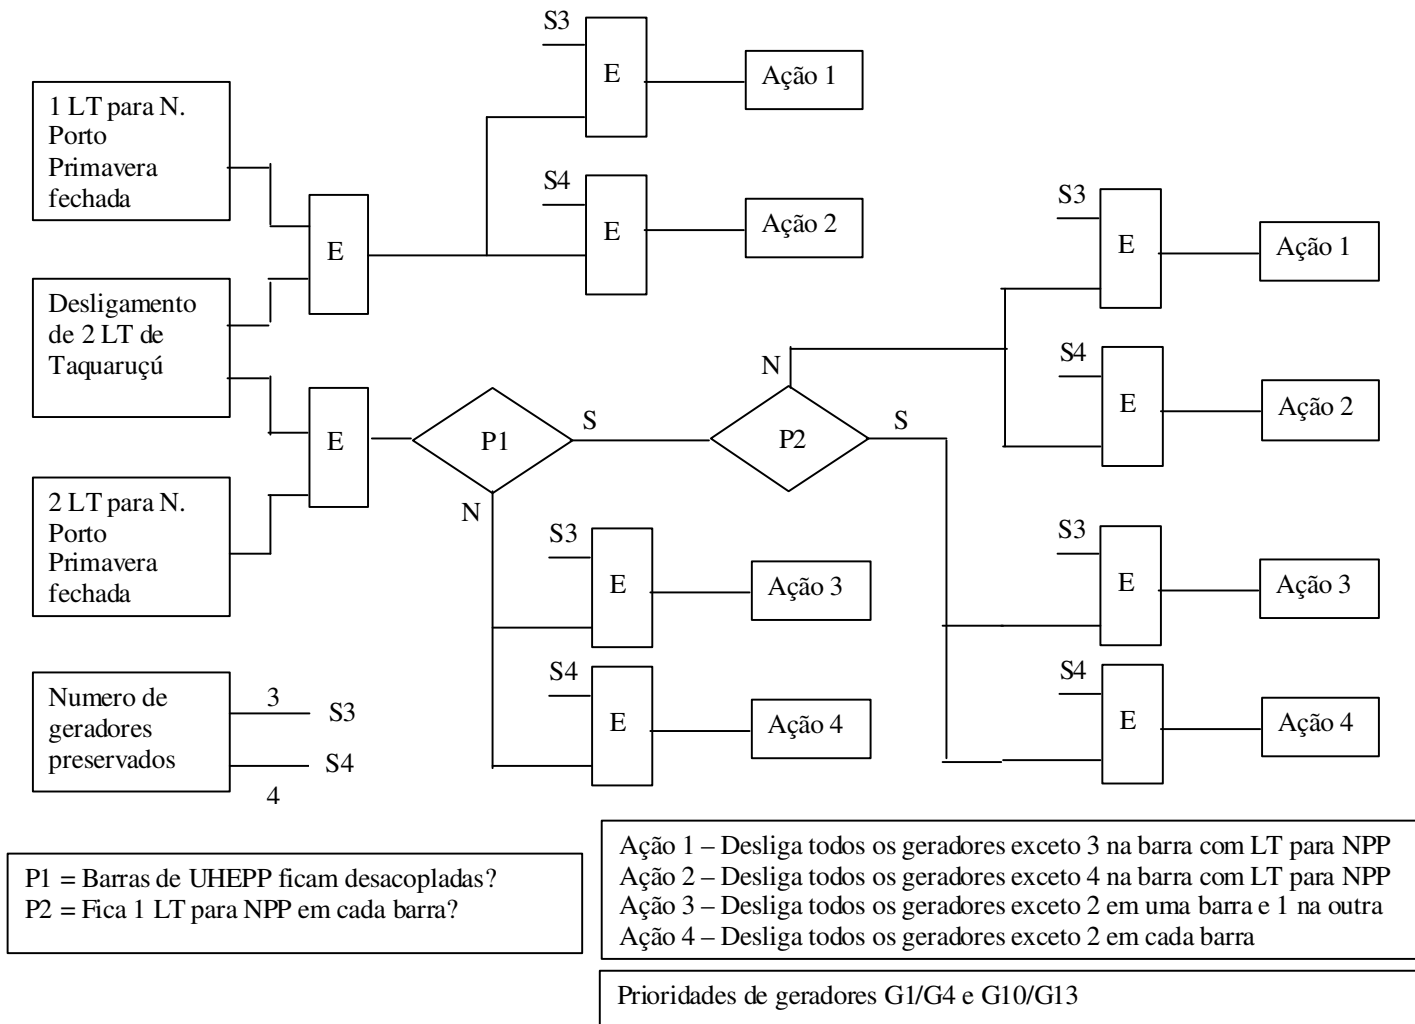 S3
E
Ação 1
1 LT para N.
Porto
Primavera
fechada
S4
E
Ação 2
E
S3
E
Ação 1
Desligamento
de 2 LT de
Taquaruçú
N
S4
E
Ação 2
E
P1
S
P2
S
N
2 LT para N.
Porto
Primavera
fechada
S3
E
Ação 3
S3
E
Ação 3
S4
E
Ação 4
S4
E
Ação 4
Numero de
geradores
preservados
3
S3
S4
4
P1 = Barras de UHEPP ficam desacopladas?
P2 = Fica 1 LT para NPP em cada barra?
Ação 1 – Desliga todos os geradores exceto 3 na barra com LT para NPP
Ação 2 – Desliga todos os geradores exceto 4 na barra com LT para NPP
Ação 3 – Desliga todos os geradores exceto 2 em uma barra e 1 na outra
Ação 4 – Desliga todos os geradores exceto 2 em cada barra
Prioridades de geradores G1/G4 e G10/G13